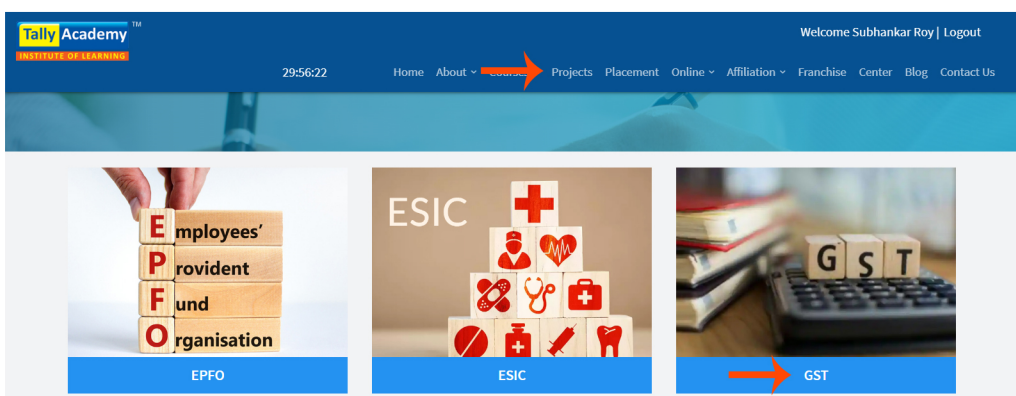 Tally Academy TM
INSTITUTE OF LEARNING
Welcome Subhankar Roy | Logout
29:56:22
Home About Projects Placement Online Affiliation Franchise Center Blog Contact Us
Employees'
Provident
Fund
Organisation
ESIC
G S T
EPFO
ESIC
GST